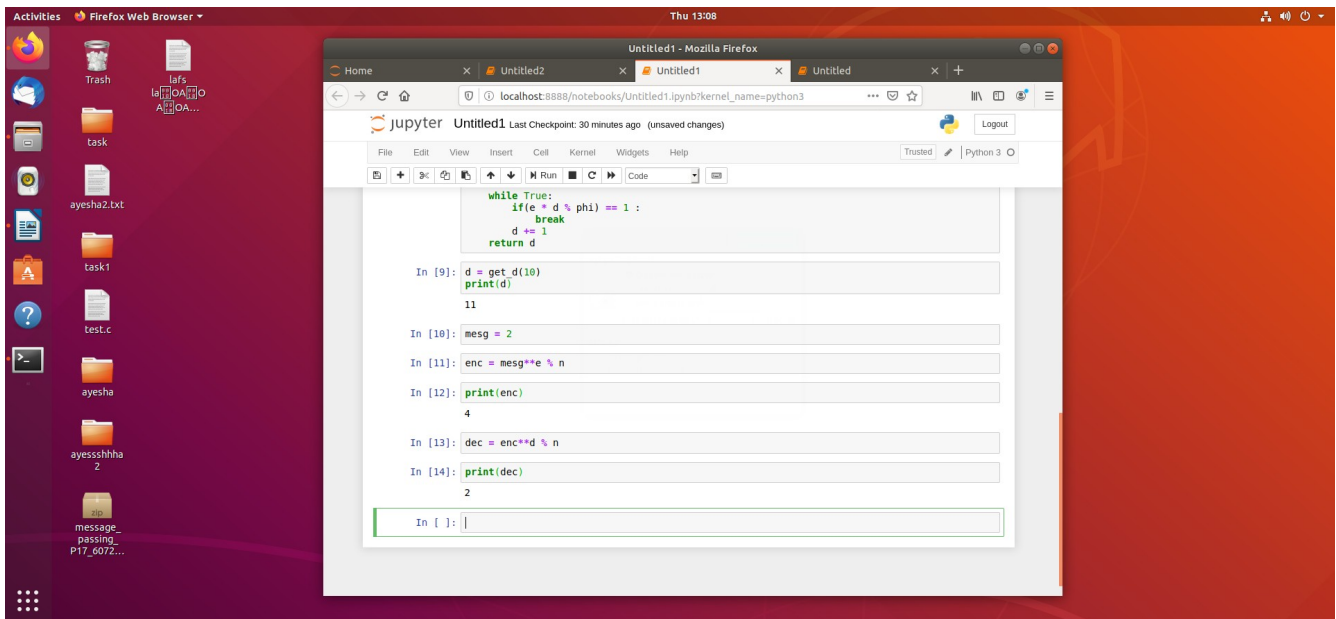 Activities Firefox Web Browser Thu 13:08
Trash
lafs_
task
ayesha2.txt
task1
test.c
ayesha
ayessshhha
2
zip
message_
passing_
P17_6072...
Untitled1 - Mozilla Firefox
Home Untitled2 Untitled1 Untitled
localhost:8888/notebooks/Untitled1.ipynb?kernel_name=python3
jupyter Untitled1 Last Checkpoint: 30 minutes ago (unsaved changes) Logout
File Edit View Insert Cell Kernel Widgets Help Trusted Python 3
Run Code
while True:
if(e * d % phi) == 1 :
break
d += 1
return d
In [9]: d = get_d(10)
print(d)
11
In [10]: mesg = 2
In [11]: enc = mesg**e % n
In [12]: print(enc)
4
In [13]: dec = enc**d % n
In [14]: print(dec)
2
In [ ]: